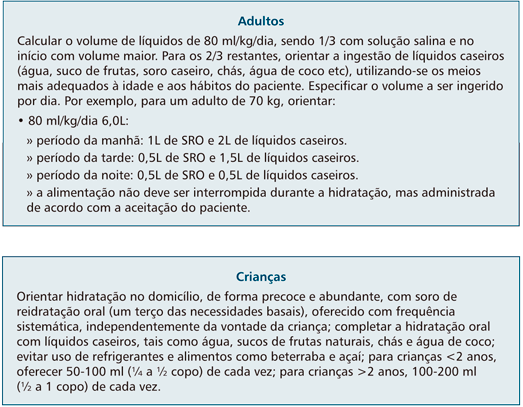 Adultos
Calcular o volume de líquidos de 80 ml/kg/dia, sendo 1/3 com solução salina e no
início com volume maior. Para os 2/3 restantes, orientar a ingestão de líquidos caseiros
(água, suco de frutas, soro caseiro, chás, água de coco etc), utilizando-se os meios
mais adequados à idade e aos hábitos do paciente. Especificar o volume a ser ingerido
por dia. Por exemplo, para um adulto de 70 kg, orientar:
• 80 ml/kg/dia 6,0L:
» período da manhã: 1L de SRO e 2L de líquidos caseiros.
» período da tarde: 0,5L de SRO e 1,5L de líquidos caseiros.
» período da noite: 0,5L de SRO e 0,5L de líquidos caseiros.
» a alimentação não deve ser interrompida durante a hidratação, mas administrada
de acordo com a aceitação do paciente.
Crianças
Orientar hidratação no domicílio, de forma precoce e abundante, com soro de
reidratação oral (um terço das necessidades basais), oferecido com frequência
sistemática, independentemente da vontade da criança; completar a hidratação oral
com líquidos caseiros, tais como água, sucos de frutas naturais, chás e água de coco;
evitar uso de refrigerantes e alimentos como beterraba e açaí; para crianças <2 anos,
oferecer 50-100 ml (¼ a ½ copo) de cada vez; para crianças >2 anos, 100-200 ml
(½ a 1 copo) de cada vez.